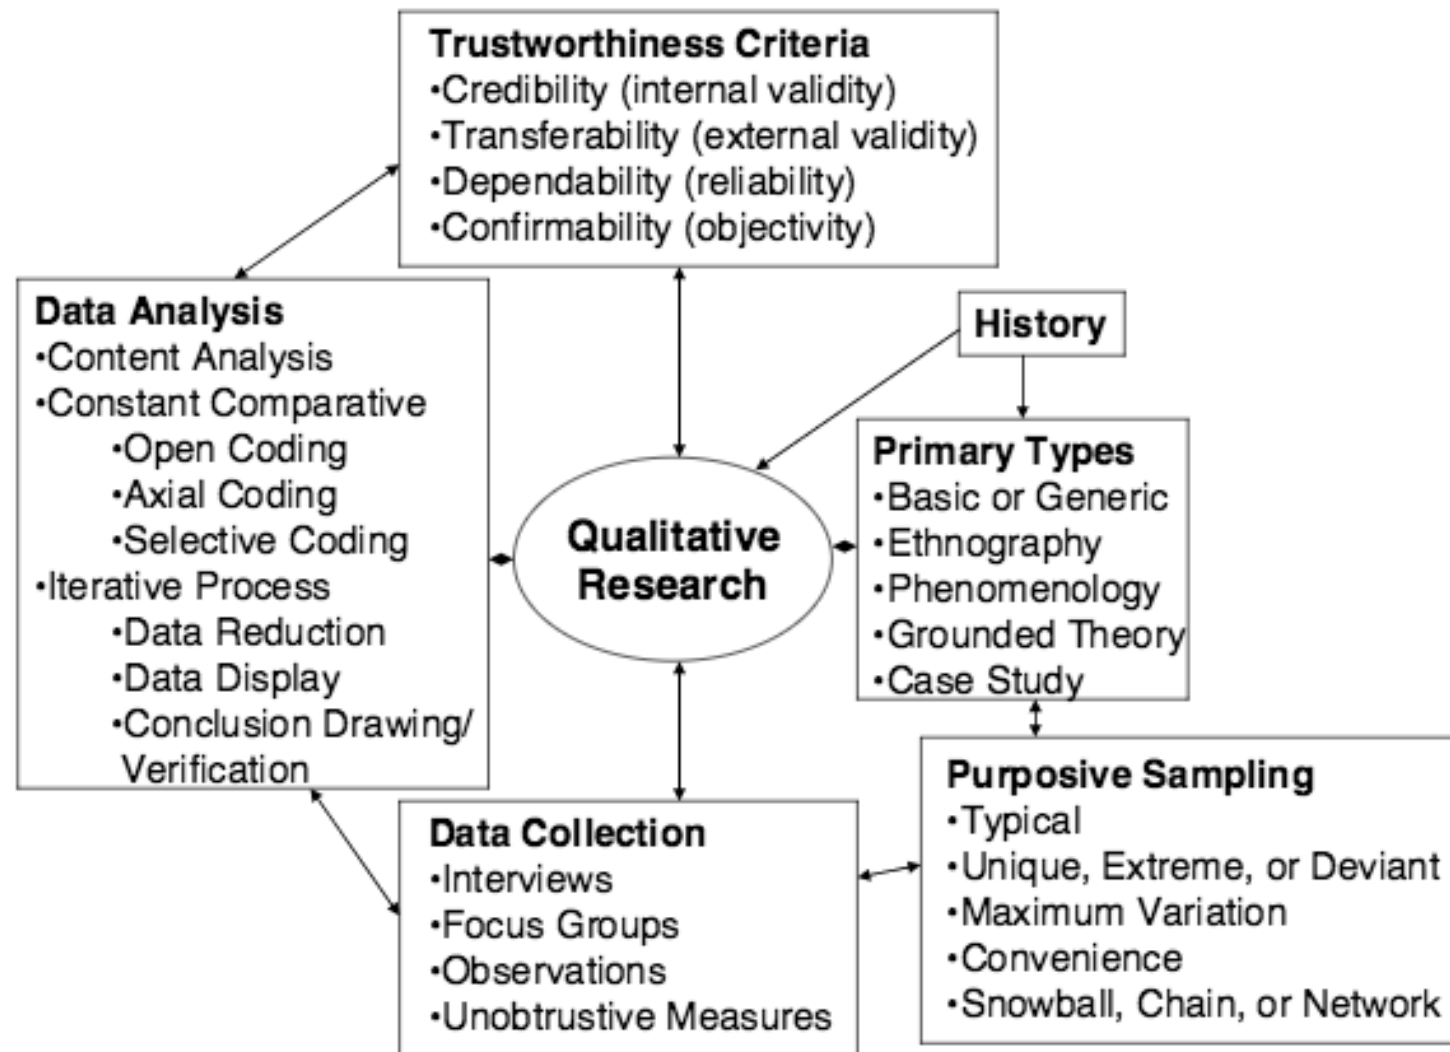 Trustworthiness Criteria
•Credibility (internal validity)
•Transferability (external validity)
•Dependability (reliability)
•Confirmability (objectivity)
Data Analysis
•Content Analysis
•Constant Comparative
•Open Coding
•Axial Coding
•Selective Coding
•Iterative Process
•Data Reduction
•Data Display
•Conclusion Drawing/
Verification
History
Qualitative
Research
Primary Types
•Basic or Generic
•Ethnography
•Phenomenology
•Grounded Theory
•Case Study
Data Collection
•Interviews
•Focus Groups
•Observations
•Unobtrustive Measures
Purposive Sampling
•Typical
•Unique, Extreme, or Deviant
•Maximum Variation
•Convenience
•Snowball, Chain, or Network